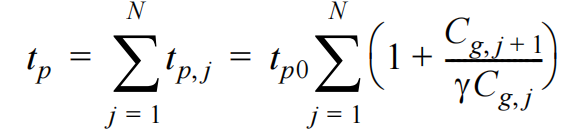 $t_p = \sum_{j=1}^{N} t_{p,j} = t_{p0} \sum_{j=1}^{N} \left( 1 + \frac{C_{g,j+1}}{\gamma C_{g,j}} \right)$